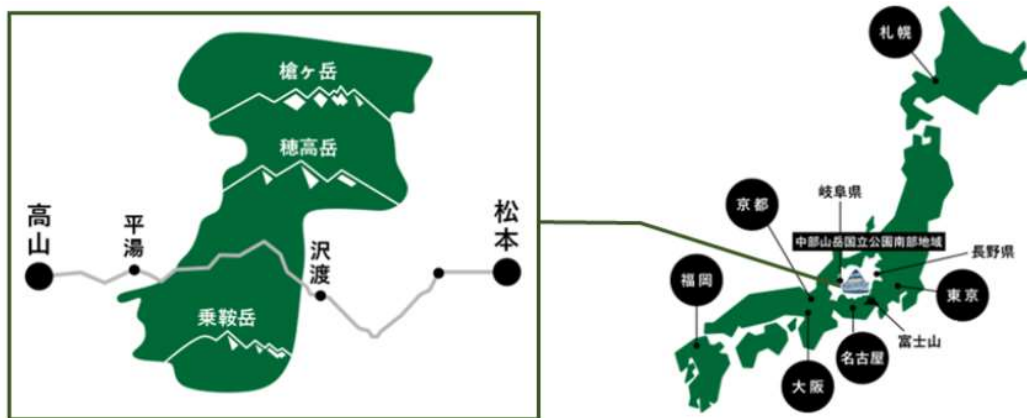 槍ヶ岳
穂高岳
高山
平湯
沢渡
松本
乗鞍岳
札幌
岐阜県
京都
中部山岳国立公園南部地域
長野県
福岡
東京
富士山
名古屋
大阪